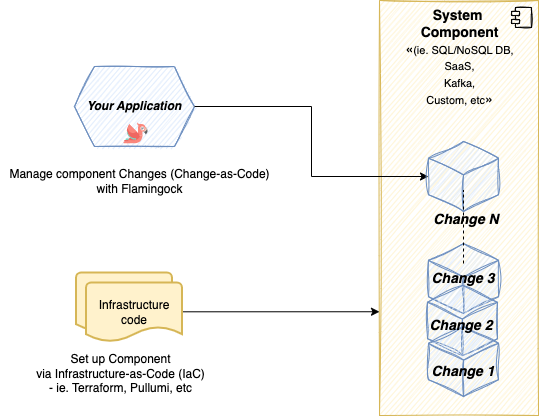 System
Component
«(ie. SQL/NoSQL DB,
SaaS,
Kafka,
Custom, etc»
Your Application
Manage component Changes (Change-as-Code)
with Flamingock
Change N
Change 3
Change 2
Change 1
Infrastructure
code
Set up Component
via Infrastructure-as-Code (IaC)
- ie. Terraform, Pullumi, etc